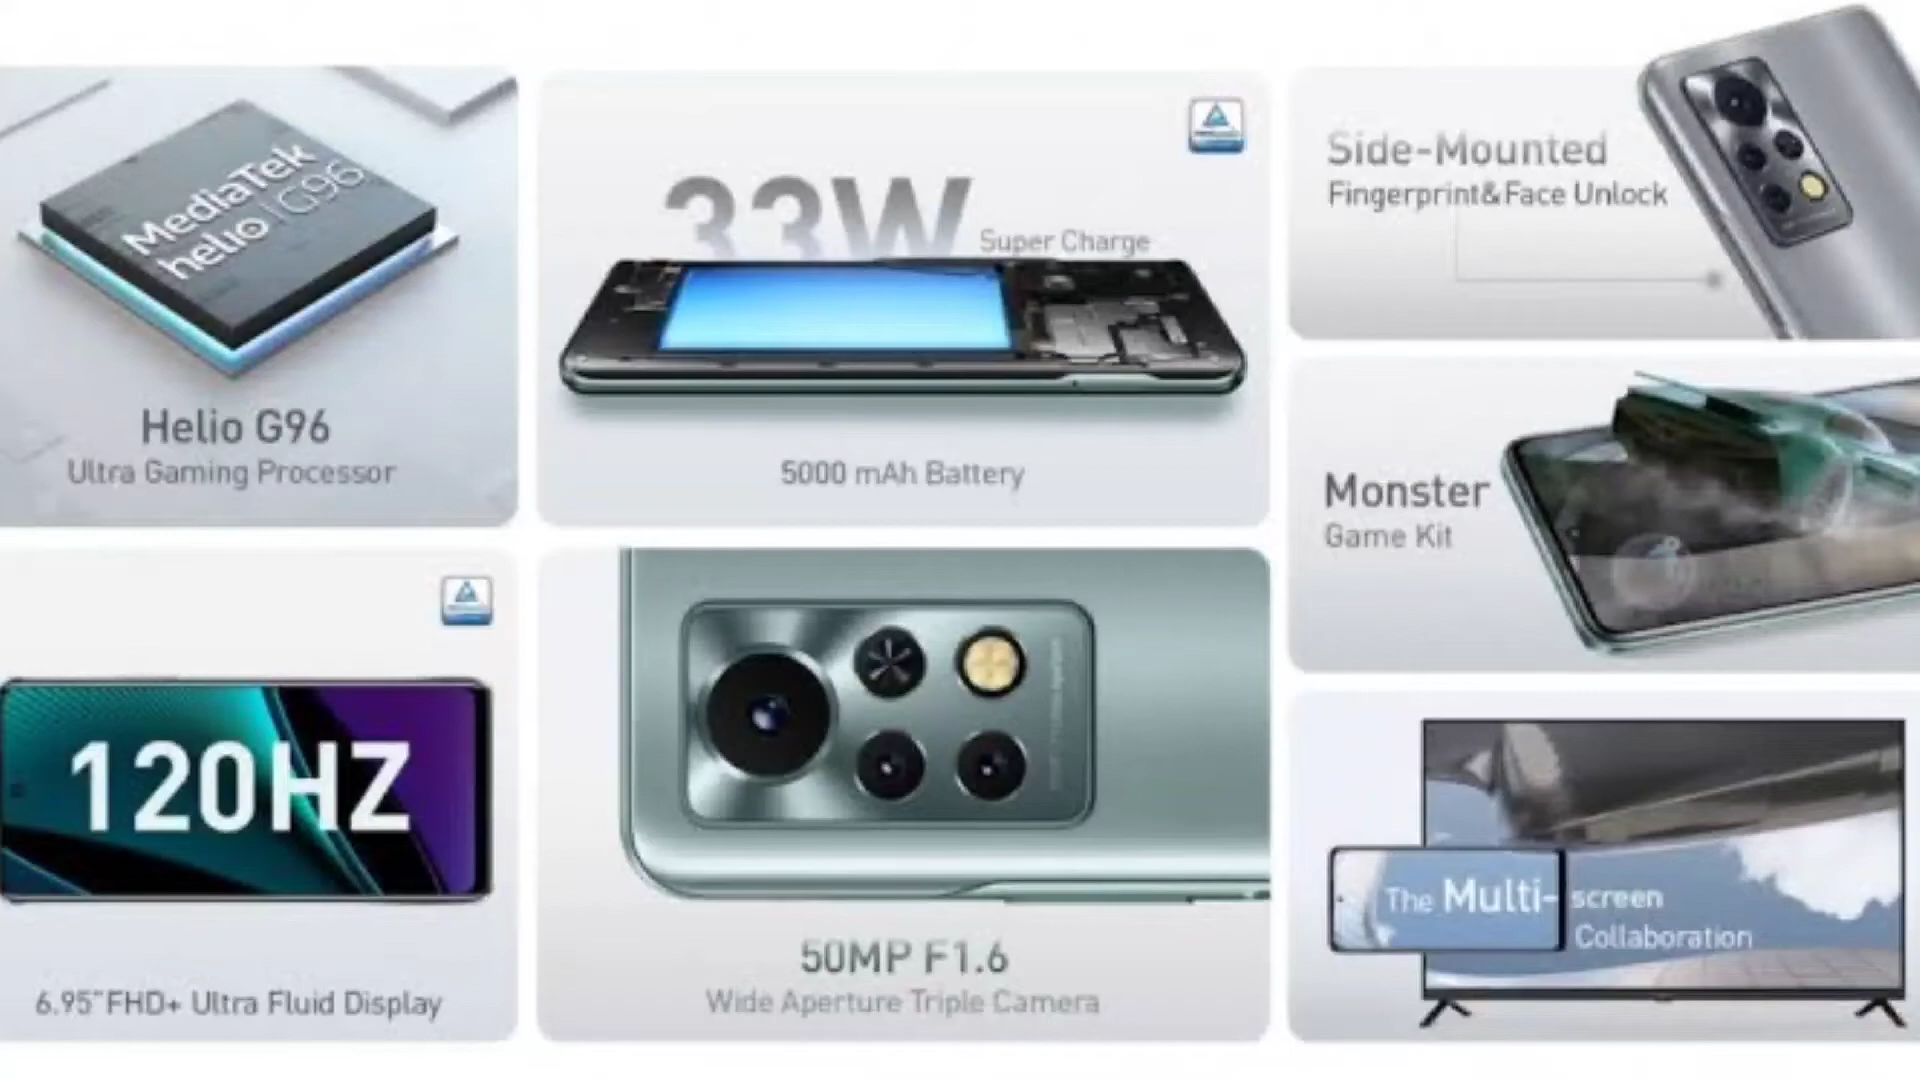 MediaTek
helio G96
Helio G96
Ultra Gaming Processor
33W
Super Charge
5000 mAh Battery
Side-Mounted
Fingerprint&Face Unlock
Monster
Game Kit
120HZ
6.95"FHD+ Ultra Fluid Display
50MP F1.6
Wide Aperture Triple Camera
The Multi-screen
Collaboration